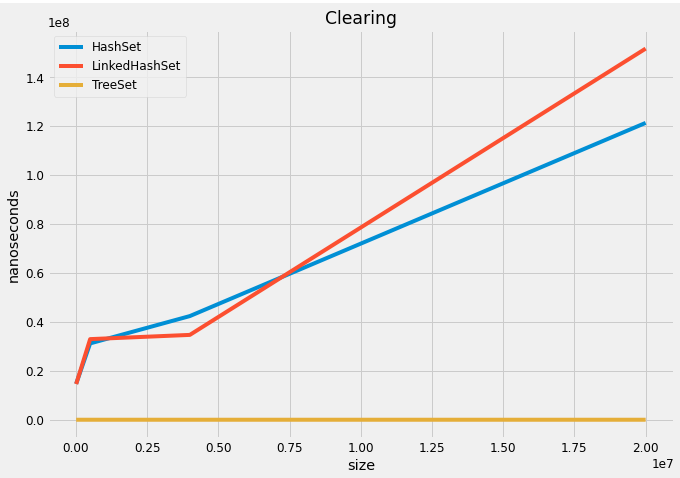 Clearing
1e8
HashSet
LinkedHashSet
TreeSet
1.4
1.2
1.0
0.8
0.6
0.4
0.2
0.0
nanoseconds
0.00 0.25 0.50 0.75 1.00 1.25 1.50 1.75 2.00
1e7
size